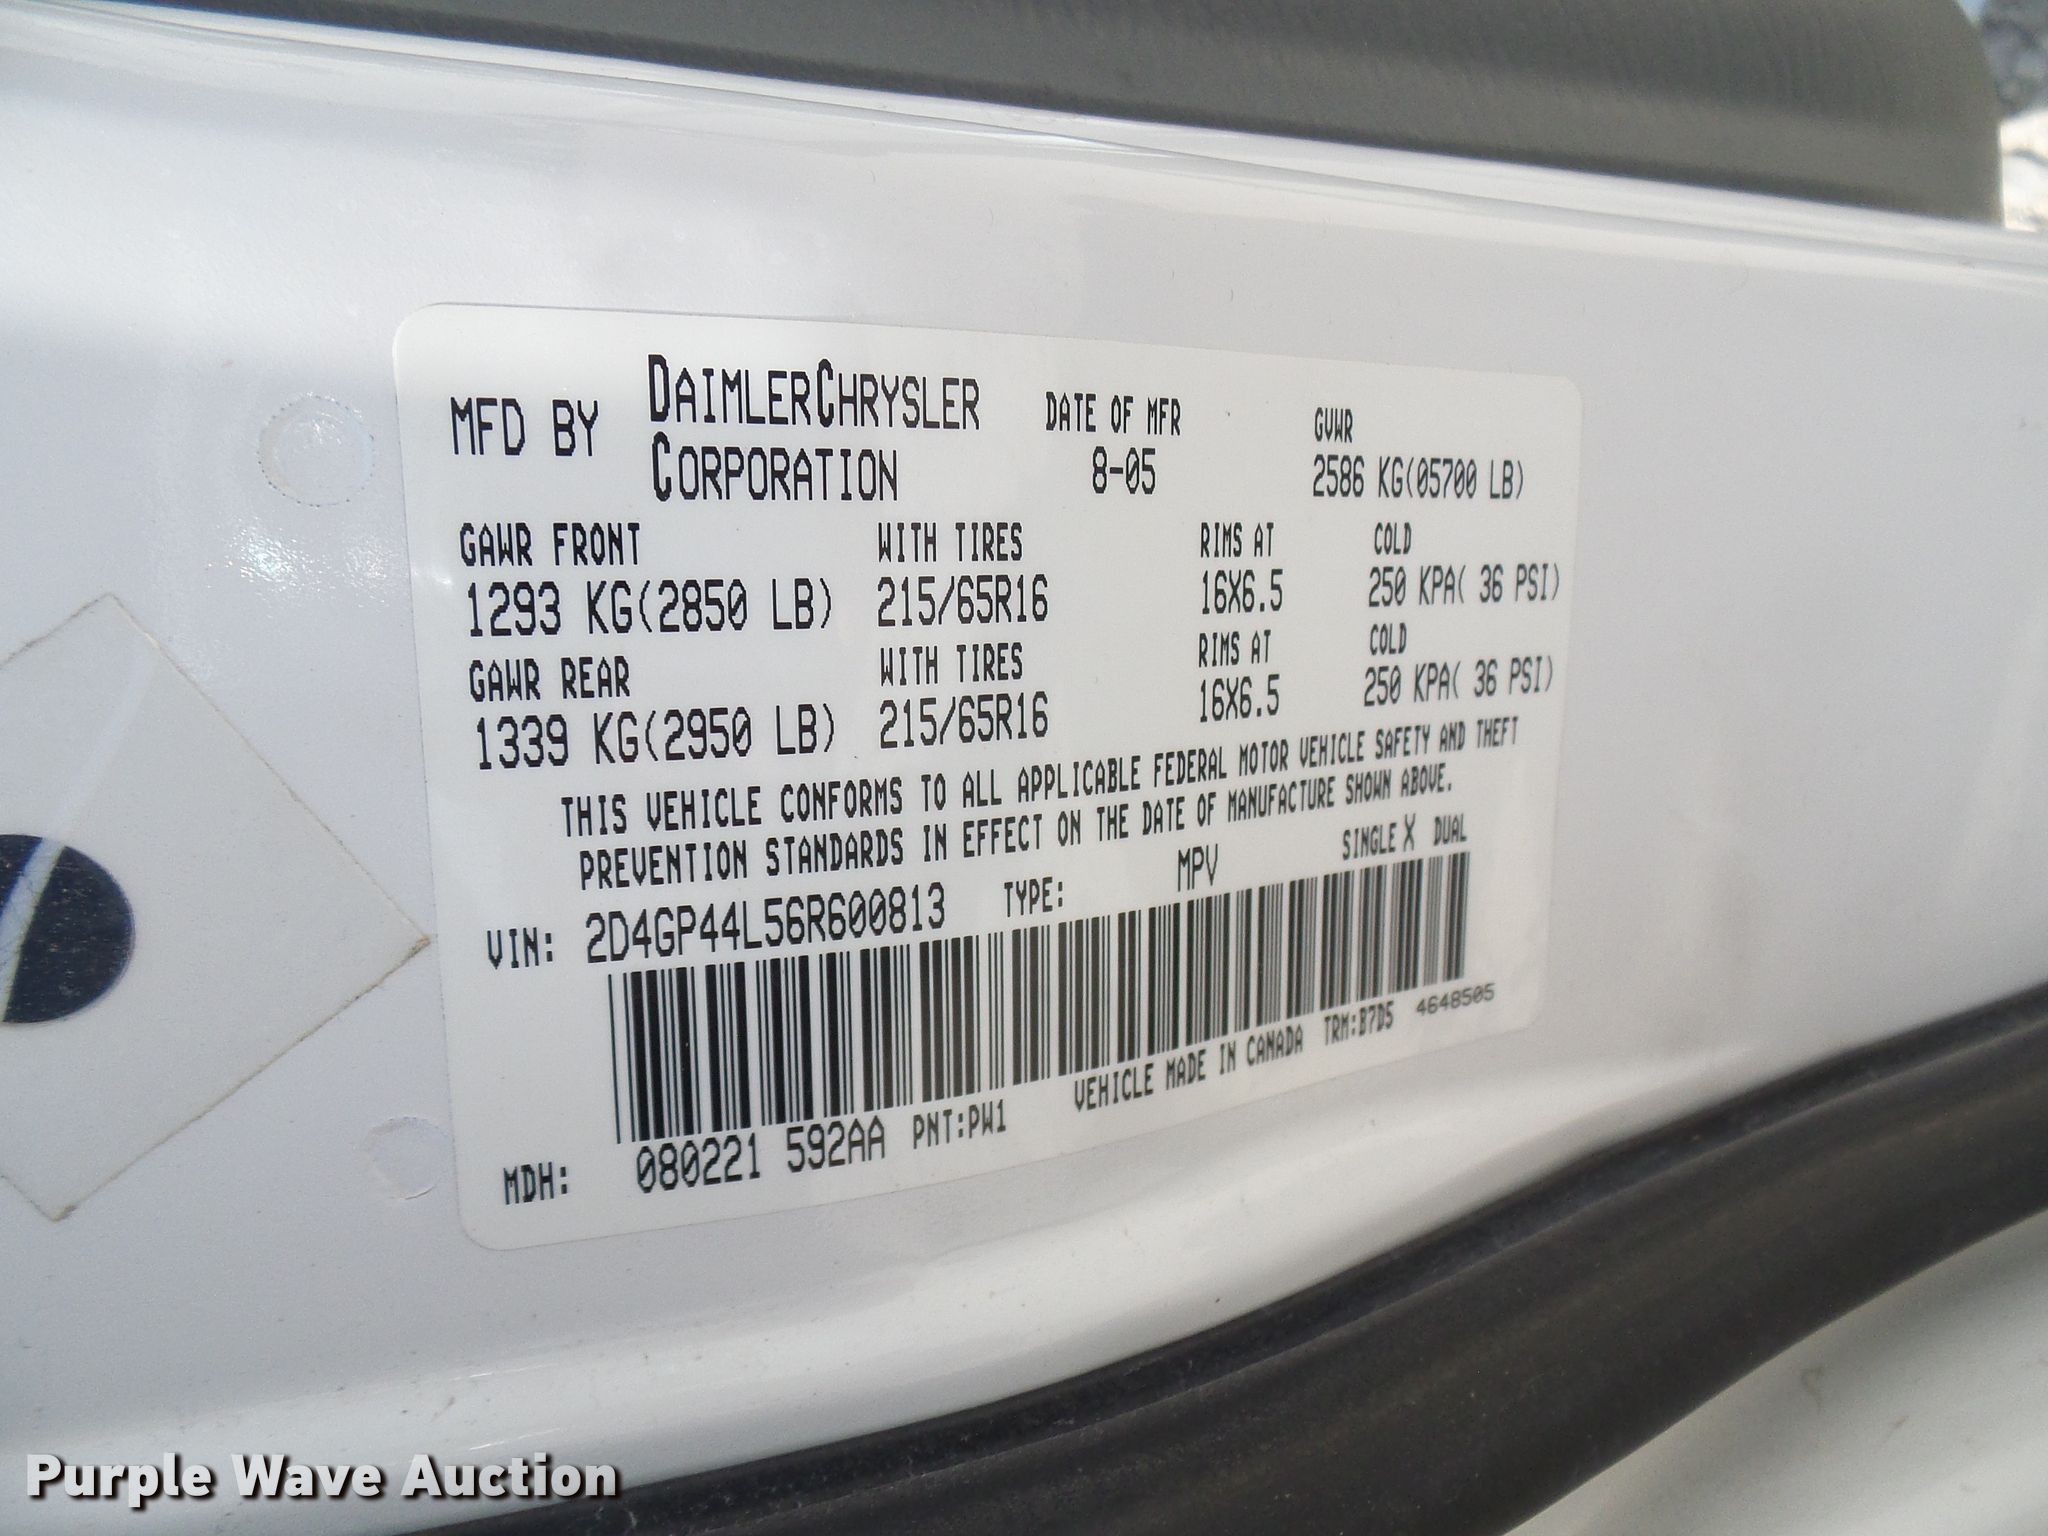 MFD BY DAIMLERCHRYSLER CORPORATION DATE OF MFR 8-05 GVWR 2586 KG(05700 LB)
GAWR FRONT WITH TIRES RIMS AT COLD
1293 KG(2850 LB) 215/65R16 16X6.5 250 KPA( 36 PSI)
GAWR REAR WITH TIRES RIMS AT COLD
1339 KG(2950 LB) 215/65R16 16X6.5 250 KPA( 36 PSI)
THIS VEHICLE CONFORMS TO ALL APPLICABLE FEDERAL MOTOR VEHICLE SAFETY AND THEFT
PREVENTION STANDARDS IN EFFECT ON THE DATE OF MANUFACTURE SHOWN ABOVE.
VIN: 2D4GP44L56R600813 TYPE: MPV SINGLE X DUAL
VEHICLE MADE IN CANADA TRM:B7D5 4648505
MDH: 080221 592AA PNT:PW1
Purple Wave Auction